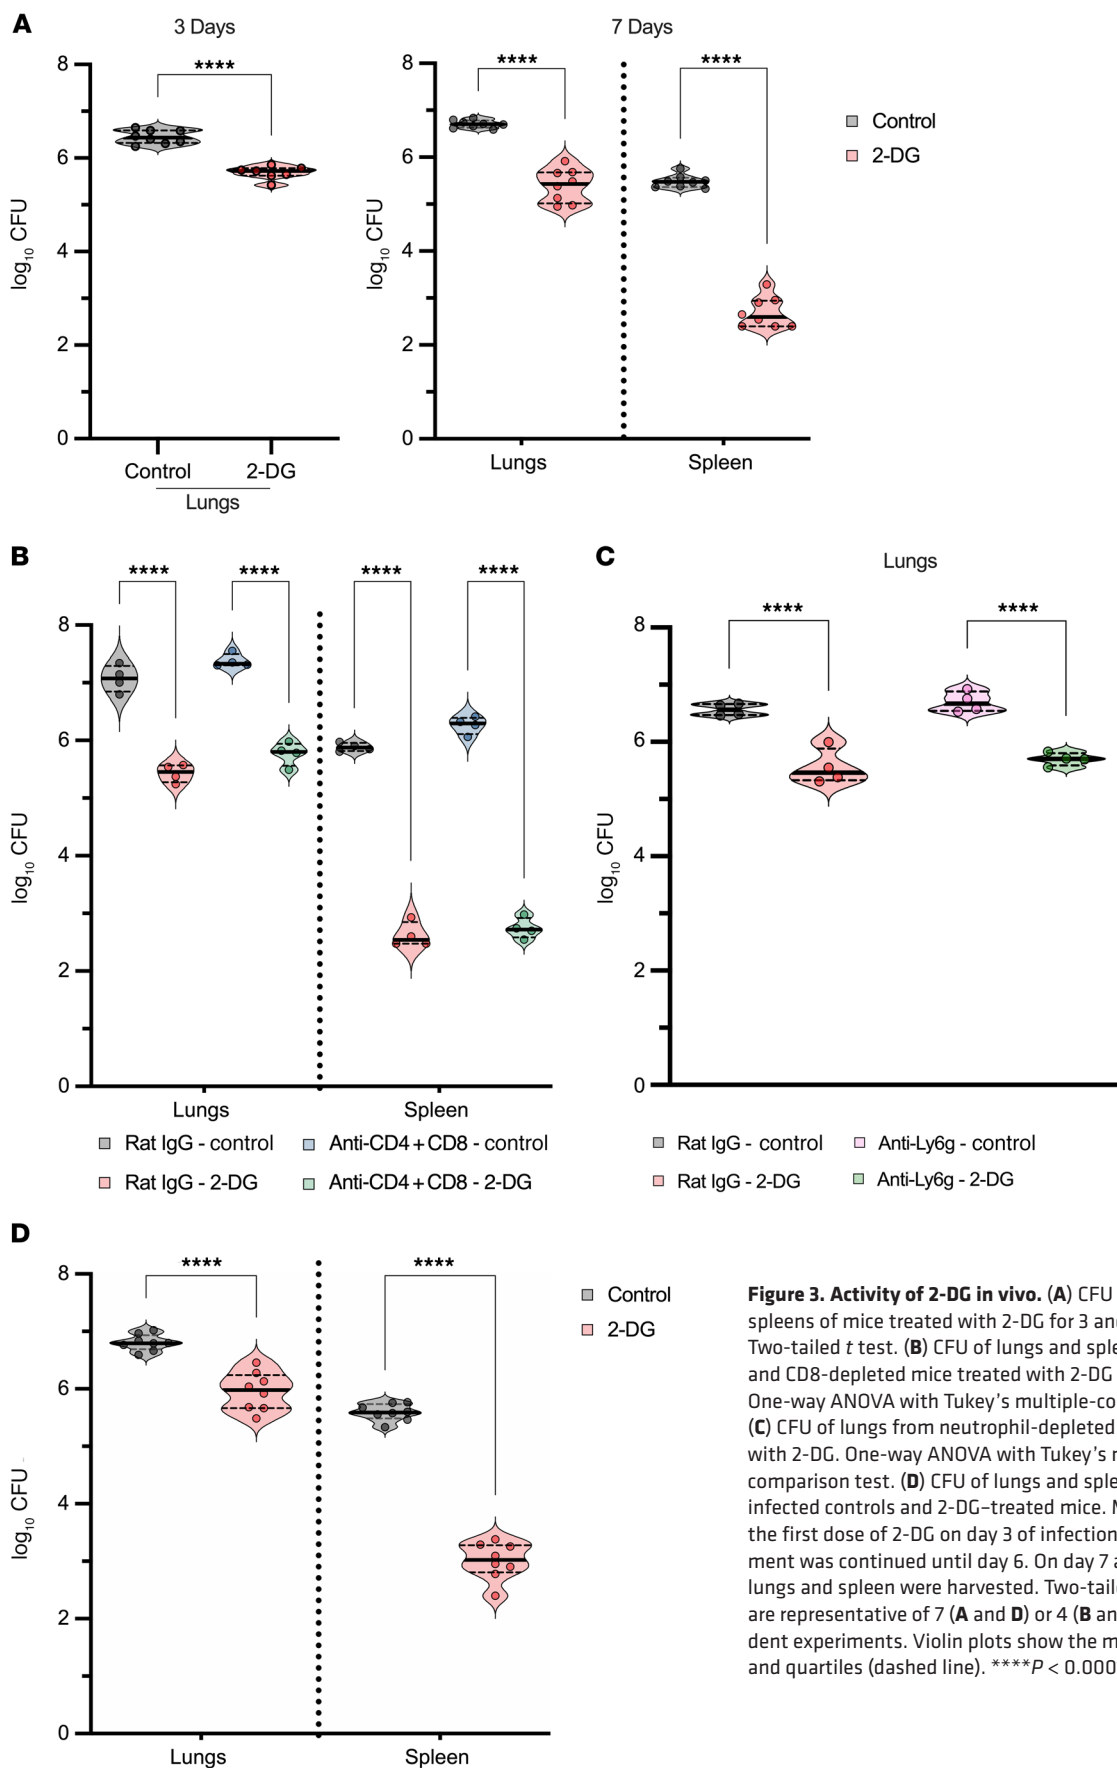 A
3 Days
7 Days
****
****
****
8
6
4
2
0
log10 CFU
8
6
4
2
0
log10 CFU
Control
2-DG
Control
2-DG
Lungs
Lungs
Spleen
B
****
****
****
****
8
6
4
2
0
log10 CFU
Lungs
Spleen
Rat IgG - control
Anti-CD4+CD8 - control
Rat IgG - 2-DG
Anti-CD4+CD8 - 2-DG
C
Lungs
****
****
8
6
4
2
0
log10 CFU
Rat IgG - control
Anti-Ly6g - control
Rat IgG - 2-DG
Anti-Ly6g - 2-DG
D
****
****
8
6
4
2
0
log10 CFU
Lungs
Spleen
Control
2-DG
Figure 3. Activity of 2-DG in vivo. (A) CFU
spleens of mice treated with 2-DG for 3 and
Two-tailed t test. (B) CFU of lungs and sple
and CD8-depleted mice treated with 2-DG
One-way ANOVA with Tukey's multiple-co
(C) CFU of lungs from neutrophil-depleted
with 2-DG. One-way ANOVA with Tukey's
comparison test. (D) CFU of lungs and sple
infected controls and 2-DG–treated mice.
the first dose of 2-DG on day 3 of infection
ment was continued until day 6. On day 7
lungs and spleen were harvested. Two-taile
are representative of 7 (A and D) or 4 (B an
dent experiments. Violin plots show the m
and quartiles (dashed line). ****P < 0.000